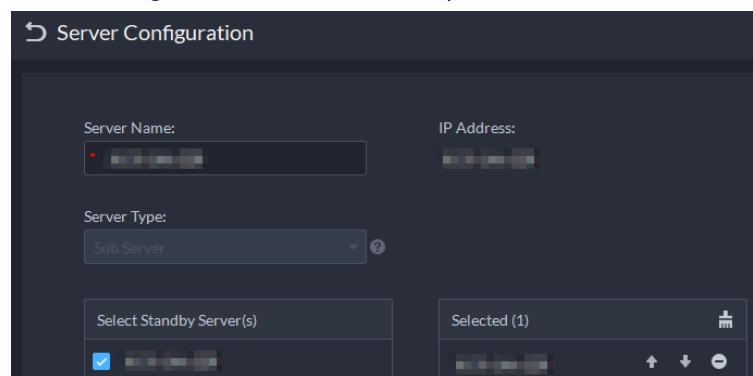 Server Configuration
Server Name:
IP Address:
*
Server Type:
Sub Server
Select Standby Server(s)
Selected (1)